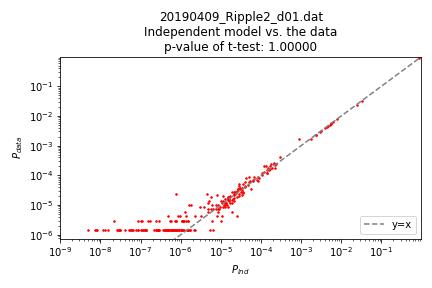 20190409_Ripple2_d01.dat
Independent model vs. the data
p-value of t-test: 1.00000
P_data
10^-1
10^-2
10^-3
10^-4
10^-5
10^-6
y=x
10^-9 10^-8 10^-7 10^-6 10^-5 10^-4 10^-3 10^-2 10^-1
P_ind